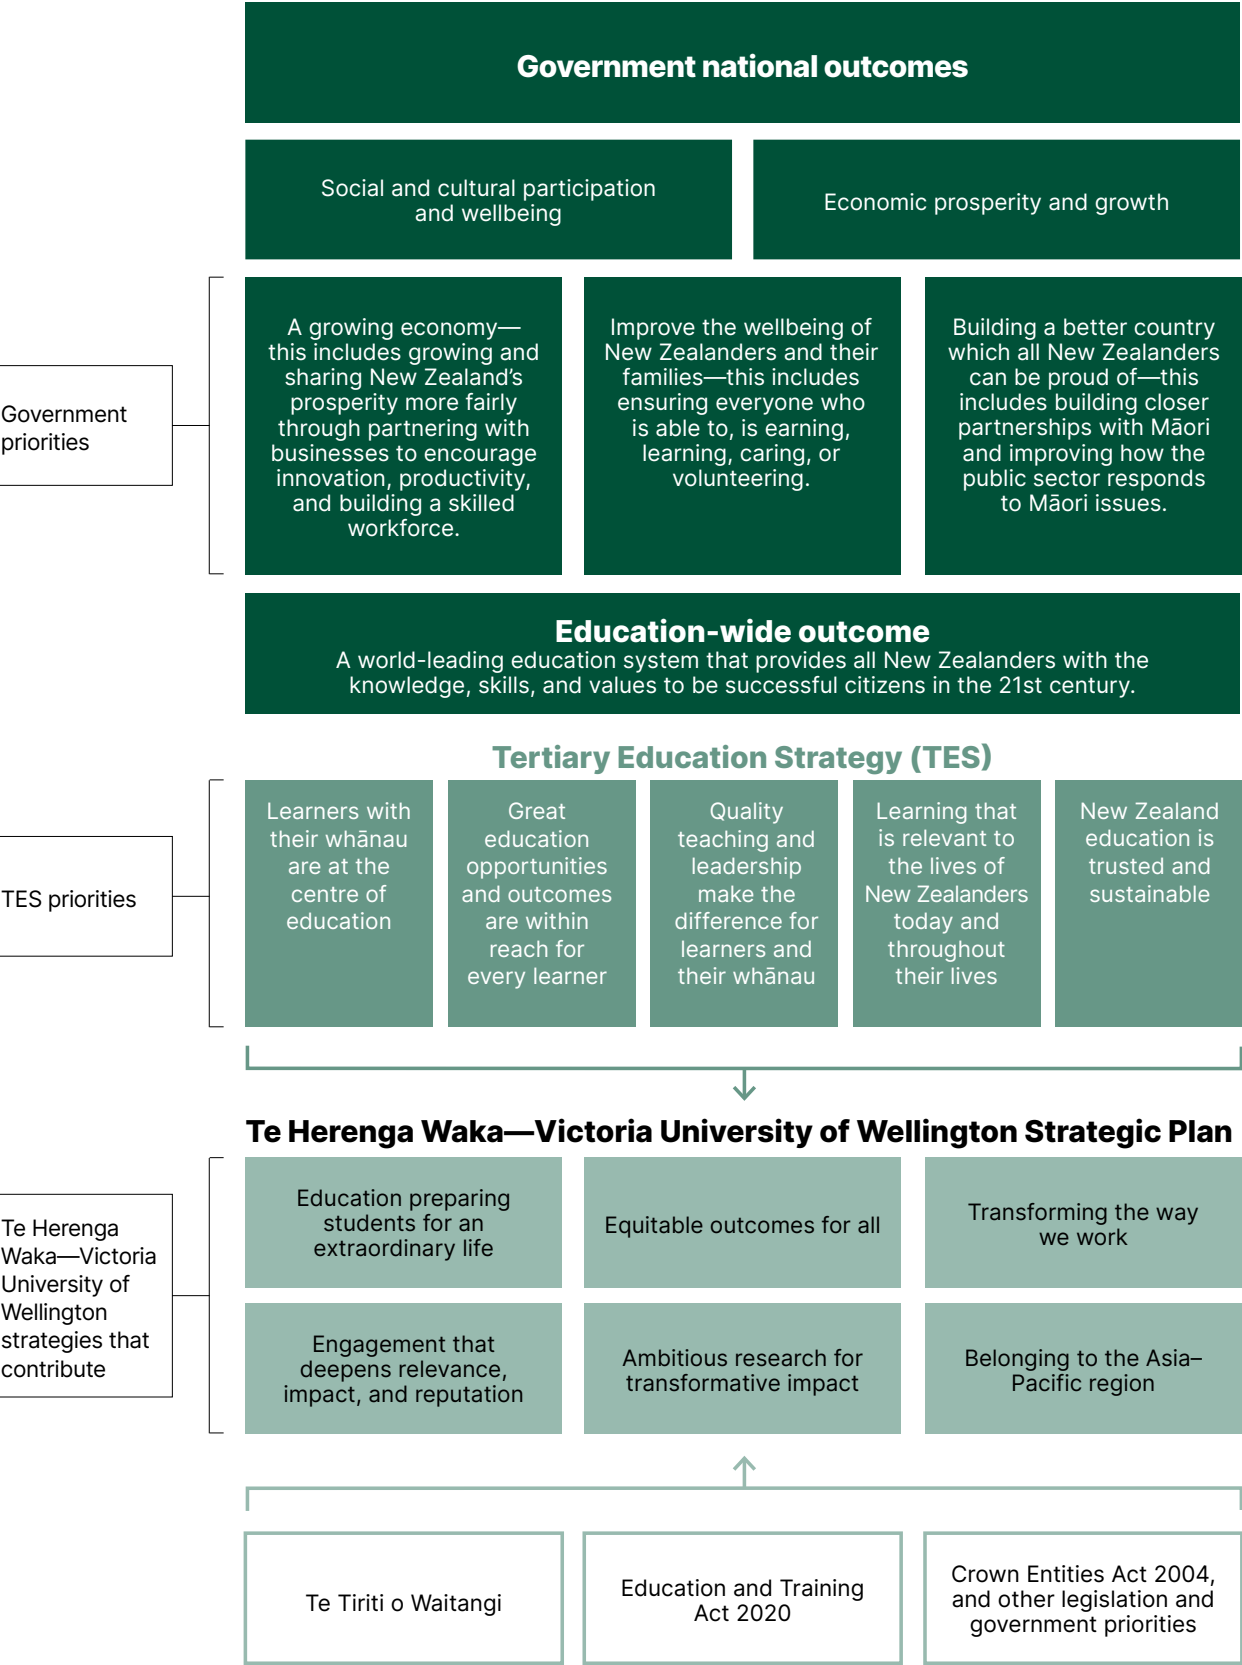 Government national outcomes
Social and cultural participation
and wellbeing
Economic prosperity and growth
Government
priorities
A growing economy—
this includes growing and
sharing New Zealand’s
prosperity more fairly
through partnering with
businesses to encourage
innovation, productivity,
and building a skilled
workforce.
Improve the wellbeing of
New Zealanders and their
families—this includes
ensuring everyone who
is able to, is earning,
learning, caring, or
volunteering.
Building a better country
which all New Zealanders
can be proud of—this
includes building closer
partnerships with Māori
and improving how the
public sector responds
to Māori issues.
Education-wide outcome
A world-leading education system that provides all New Zealanders with the
knowledge, skills, and values to be successful citizens in the 21st century.
Tertiary Education Strategy (TES)
TES priorities
Learners with
their whānau
are at the
centre of
education
Great
education
opportunities
and outcomes
are within
reach for
every learner
Quality
teaching and
leadership
make the
difference for
learners and
their whānau
Learning that
is relevant to
the lives of
New Zealanders
today and
throughout
their lives
New Zealand
education is
trusted and
sustainable
Te Herenga Waka—Victoria University of Wellington Strategic Plan
Te Herenga
Waka—Victoria
University of
Wellington
strategies that
contribute
Education preparing
students for an
extraordinary life
Equitable outcomes for all
Transforming the way
we work
Engagement that
deepens relevance,
impact, and reputation
Ambitious research for
transformative impact
Belonging to the Asia–
Pacific region
Te Tiriti o Waitangi
Education and Training
Act 2020
Crown Entities Act 2004,
and other legislation and
government priorities